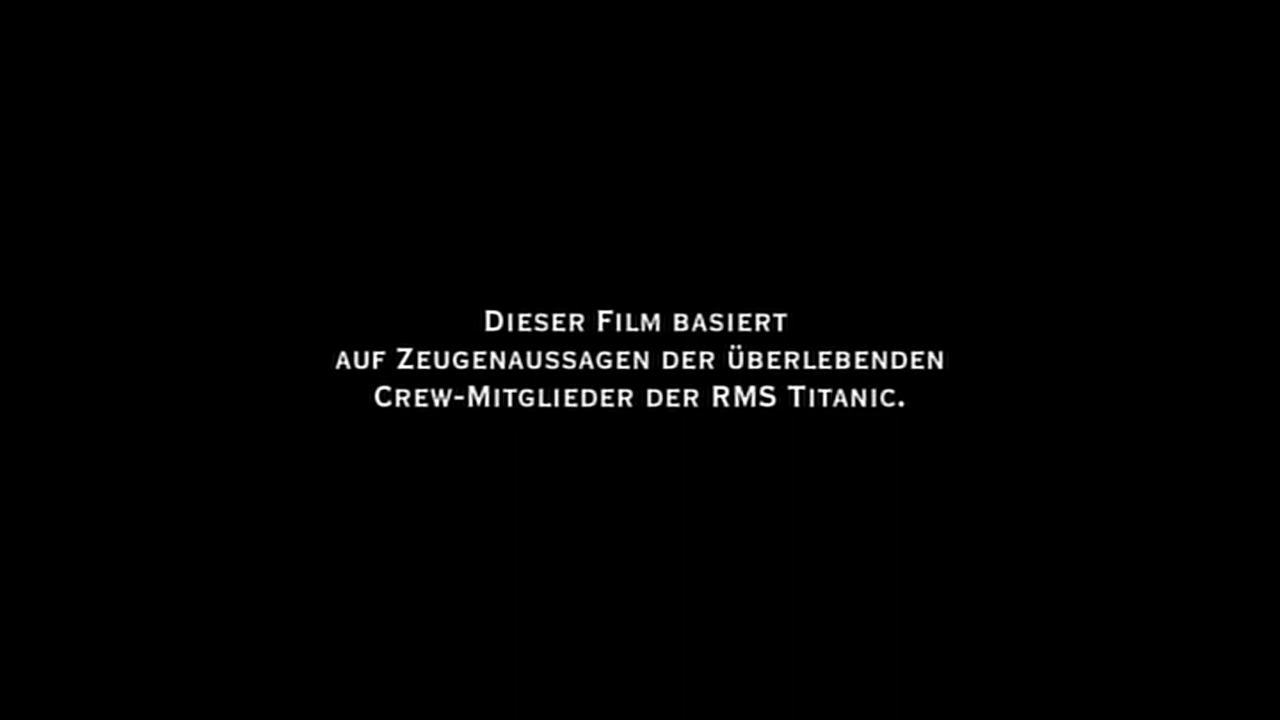 Dieser Film basiert
auf Zeugenaussagen der überlebenden
Crew-Mitglieder der RMS Titanic.